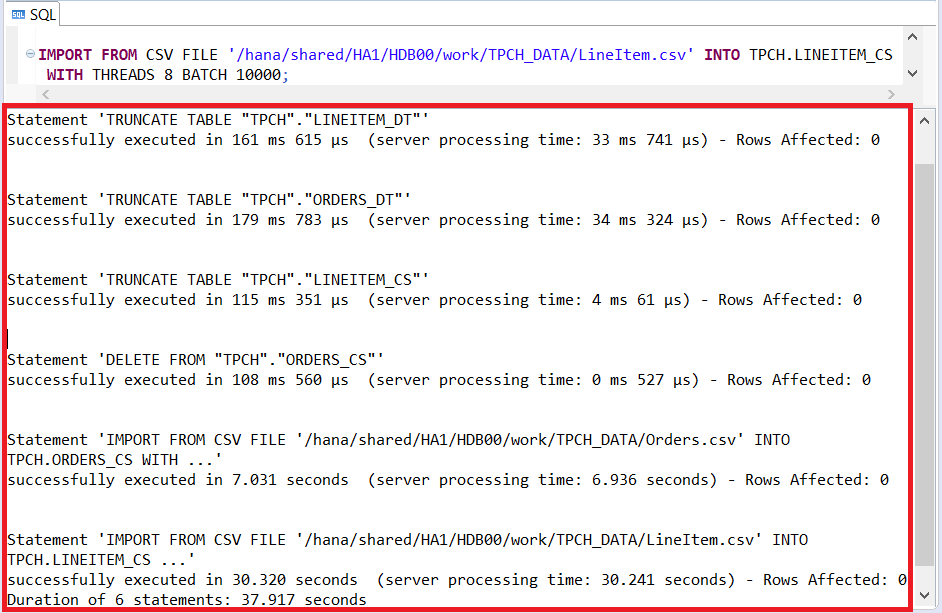 SQL SQL
IMPORT FROM CSV FILE '/hana/shared/HA1/HDB00/work/TPCH_DATA/LineItem.csv' INTO TPCH.LINEITEM_CS
WITH THREADS 8 BATCH 10000;
Statement 'TRUNCATE TABLE "TPCH"."LINEITEM_DT"'
successfully executed in 161 ms 615 µs  (server processing time: 33 ms 741 µs) - Rows Affected: 0
Statement 'TRUNCATE TABLE "TPCH"."ORDERS_DT"'
successfully executed in 179 ms 783 µs  (server processing time: 34 ms 324 µs) - Rows Affected: 0
Statement 'TRUNCATE TABLE "TPCH"."LINEITEM_CS"'
successfully executed in 115 ms 351 µs  (server processing time: 4 ms 61 µs) - Rows Affected: 0
Statement 'DELETE FROM "TPCH"."ORDERS_CS"'
successfully executed in 108 ms 560 µs  (server processing time: 0 ms 527 µs) - Rows Affected: 0
Statement 'IMPORT FROM CSV FILE '/hana/shared/HA1/HDB00/work/TPCH_DATA/Orders.csv' INTO
TPCH.ORDERS_CS WITH ...'
successfully executed in 7.031 seconds  (server processing time: 6.936 seconds) - Rows Affected: 0
Statement 'IMPORT FROM CSV FILE '/hana/shared/HA1/HDB00/work/TPCH_DATA/LineItem.csv' INTO
TPCH.LINEITEM_CS ...'
successfully executed in 30.320 seconds  (server processing time: 30.241 seconds) - Rows Affected: 0
Duration of 6 statements: 37.917 seconds